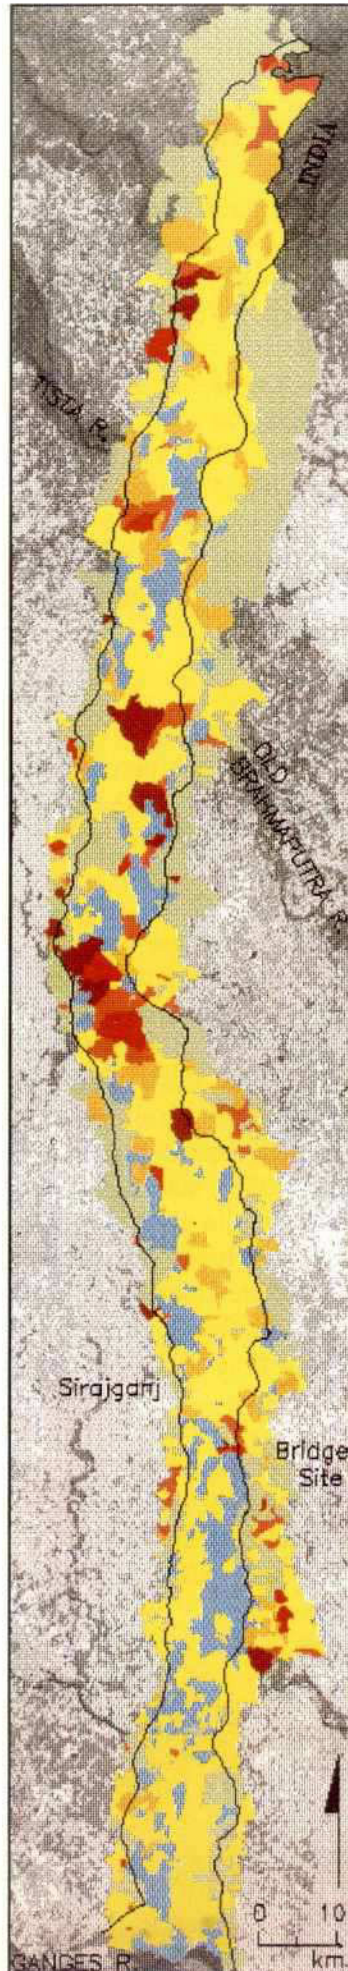 INDIA
TISTA R.
OLD
BRAHMAPUTRA R.
Sirajganj
Bridge
Site
0 10
km.
GANGES R.